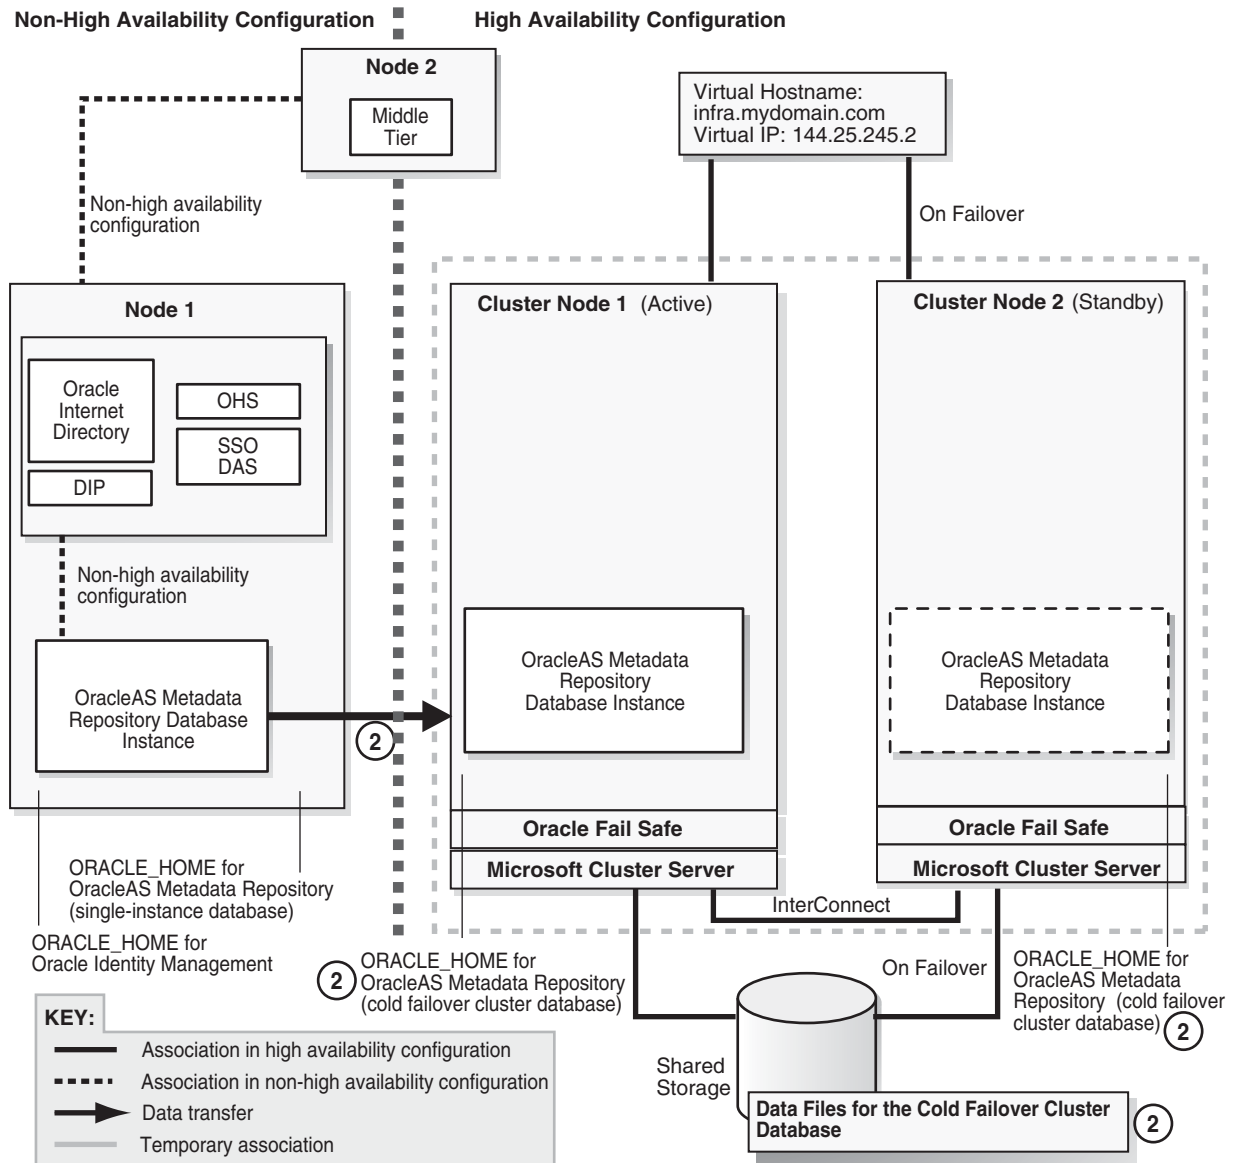 Non-High Availability Configuration
High Availability Configuration
Node 2
Middle
Tier
Virtual Hostname:
infra.mydomain.com
Virtual IP: 144.25.245.2
Non-high availability
configuration
On Failover
Node 1
Oracle
Internet
Directory
DIP
OHS
SSO
DAS
Non-high availability
configuration
OracleAS Metadata
Repository Database
Instance
2
Cluster Node 1 (Active)
OracleAS Metadata
Repository
Database Instance
Oracle Fail Safe
Microsoft Cluster Server
Cluster Node 2 (Standby)
OracleAS Metadata
Repository
Database Instance
Oracle Fail Safe
Microsoft Cluster Server
InterConnect
ORACLE_HOME for
OracleAS Metadata Repository
(single-instance database)
ORACLE_HOME for
Oracle Identity Management
2
ORACLE_HOME for
OracleAS Metadata Repository
(cold failover cluster database)
On Failover
ORACLE_HOME for
OracleAS Metadata
Repository (cold failover
cluster database)
2
Shared
Storage
Data Files for the Cold Failover Cluster
Database
2
KEY:
Association in high availability configuration
Association in non-high availability configuration
Data transfer
Temporary association